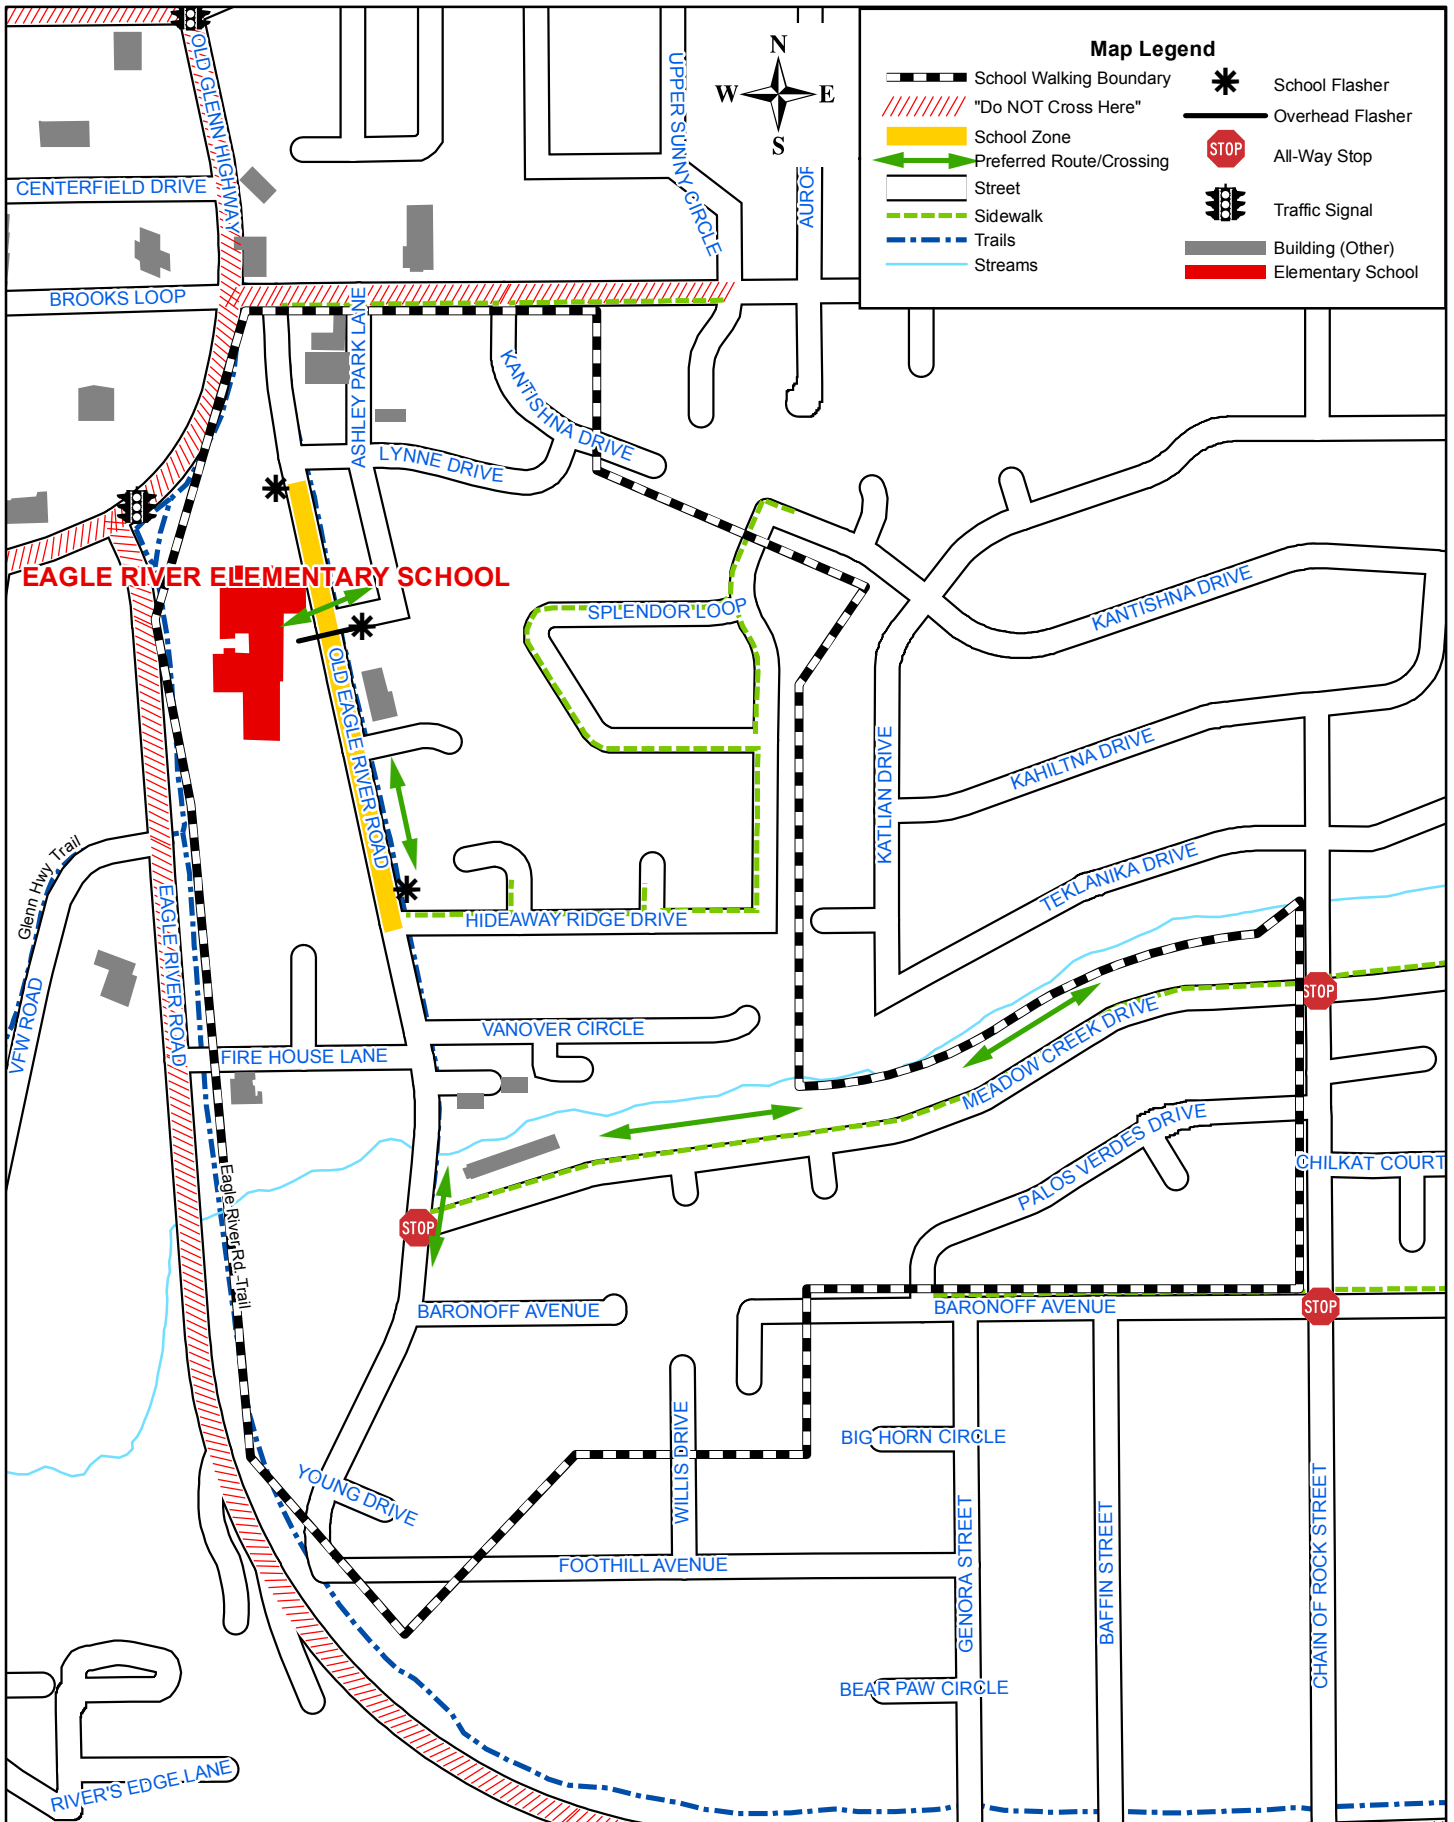 Map Legend
School Walking Boundary
"Do NOT Cross Here"
School Zone
Preferred Route/Crossing
Street
Sidewalk
Trails
Streams
School Flasher
Overhead Flasher
STOP
All-Way Stop
Traffic Signal
Building (Other)
Elementary School
N
W
E
S
OLD GLENN HIGHWAY
UPPER SUNNY CIRCLE
AUROR
CENTERFIELD DRIVE
BROOKS LOOP
ASHLEY PARK LANE
KANTISHNA DRIVE
LYNNE DRIVE
EAGLE RIVER ELEMENTARY SCHOOL
SPLENDOR LOOP
KANTISHNA DRIVE
OLD EAGLE RIVER ROAD
KATLIAN DRIVE
KAHILTNA DRIVE
TEKLANIKA DRIVE
Glenn Hwy Trail
EAGLE RIVER ROAD
HIDEAWAY RIDGE DRIVE
VFW ROAD
STOP
VANOVER CIRCLE
FIRE HOUSE LANE
MEADOW CREEK DRIVE
PALOS VERDES DRIVE
CHILKAT COURT
Eagle River Rd. Trail
STOP
BARONOFF AVENUE
BARONOFF AVENUE
STOP
WILLIS DRIVE
BIG HORN CIRCLE
YOUNG DRIVE
FOOTHILL AVENUE
GENORA STREET
BAFFIN STREET
CHAIN OF ROCK STREET
BEAR PAW CIRCLE
RIVER'S EDGE LANE